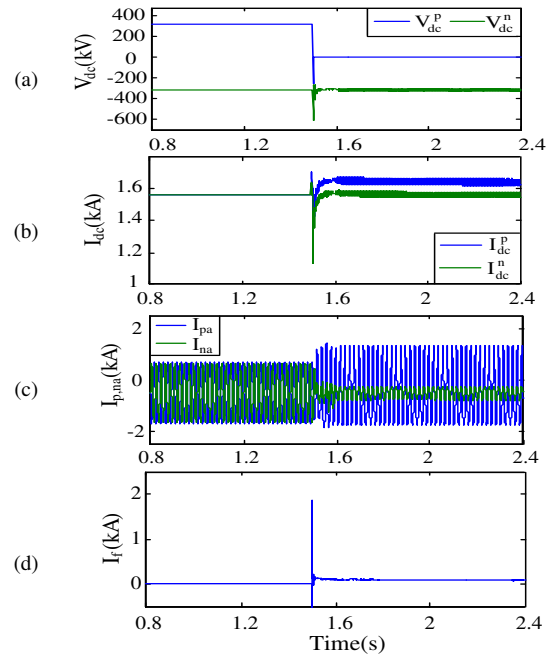 400
200
0
-200
-400
-600
V_dc(kV)
V_dc^p V_dc^n
(a)
0.8 1.2 1.6 2 2.4
1.6
1.4
1.2
1
I_dc(kA)
I_dc^p
I_dc^n
(b)
0.8 1.2 1.6 2 2.4
2
0
-2
I_p,na(kA)
I_pa
I_na
(c)
0.8 1.2 1.6 2 2.4
2
1
0
I_f(kA)
(d)
0.8 1.2 1.6 2 2.4
Time(s)